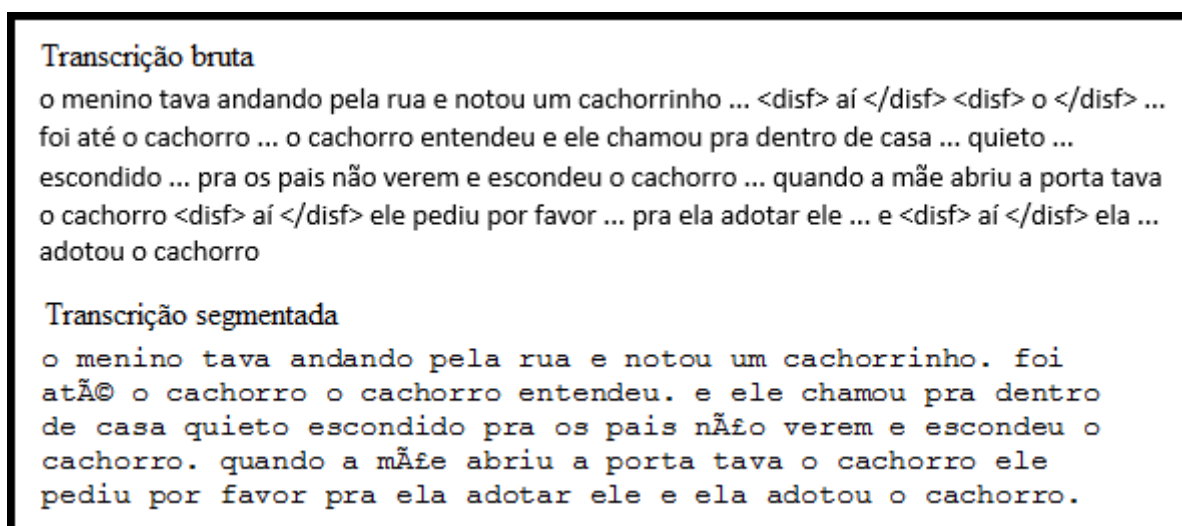 Transcrição bruta
o menino tava andando pela rua e notou um cachorrinho ... <disf> aí </disf> <disf> o </disf> ...
foi até o cachorro ... o cachorro entendeu e ele chamou pra dentro de casa ... quieto ...
escondido ... pra os pais não verem e escondeu o cachorro ... quando a mãe abriu a porta tava
o cachorro <disf> aí </disf> ele pediu por favor ... pra ela adotar ele ... e <disf> aí </disf> ela ...
adotou o cachorro
Transcrição segmentada
o menino tava andando pela rua e notou um cachorrinho. foi
atÃ© o cachorro o cachorro entendeu. e ele chamou pra dentro
de casa quieto escondido pra os pais nÃ£o verem e escondeu o
cachorro. quando a mÃ£e abriu a porta tava o cachorro ele
pediu por favor pra ela adotar ele e ela adotou o cachorro.